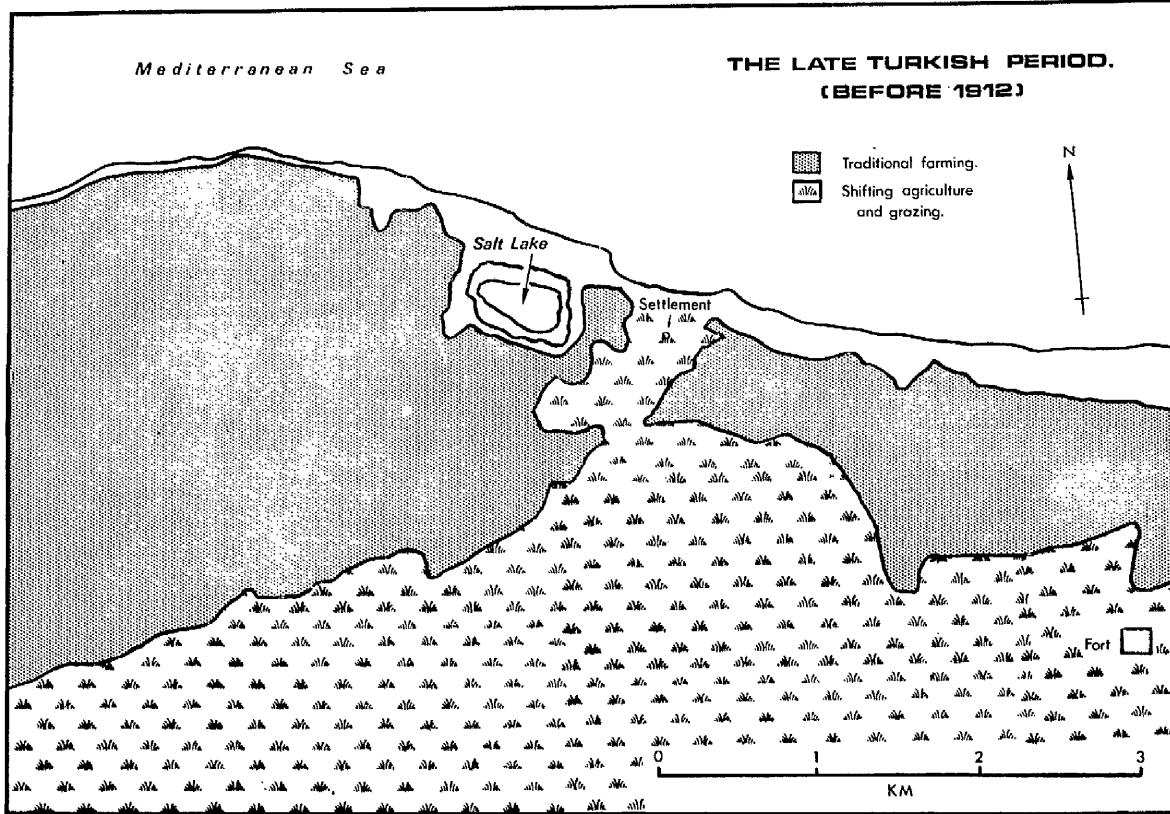 Mediterranean Sea
THE LATE TURKISH PERIOD.
(BEFORE 1912)
N
Traditional farming.
Shifting agriculture
and grazing.
Salt Lake
Settlement
Fort
0 1 2 3
KM